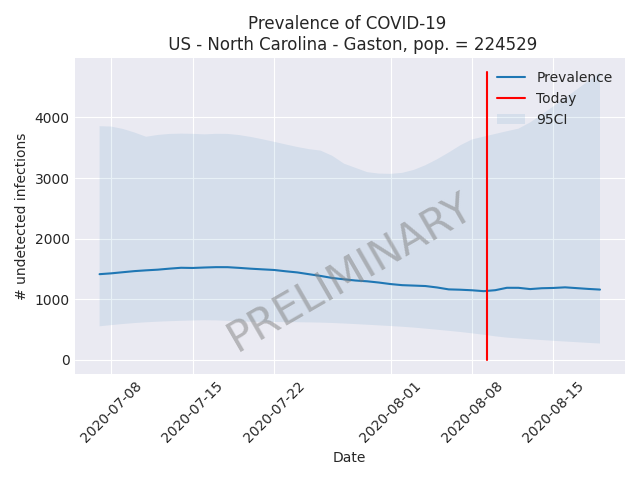 Prevalence of COVID-19
US - North Carolina - Gaston, pop. = 224529
Prevalence
Today
95CI
# undetected infections
4000
3000
2000
1000
0
PRELIMINARY
2020-07-08
2020-07-15
2020-07-22
2020-08-01
2020-08-08
2020-08-15
Date